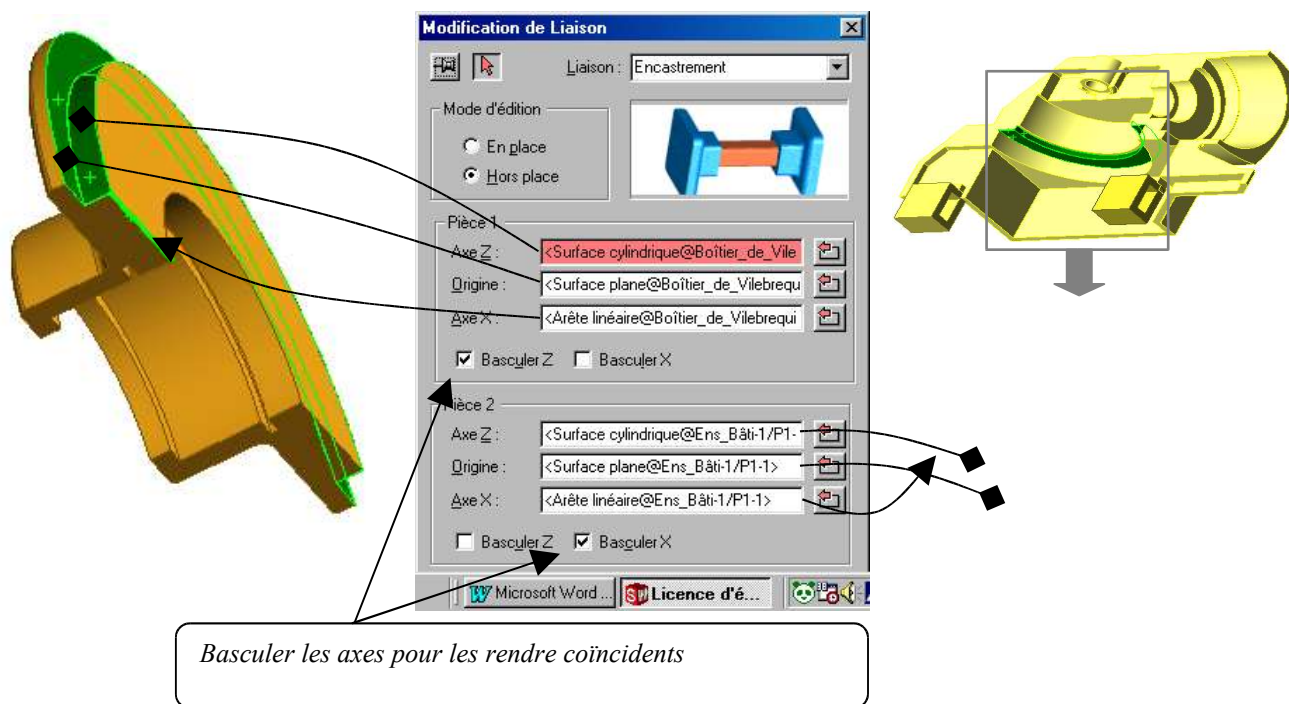 Modification de Liaison
Liaison : Encastrement
Mode d'édition
En place
Hors place
Pièce 1
Axe Z : <Surface cylindrique@Boîtier_de_Vile
Origine : <Surface plane@Boîtier_de_Vilebrequ
Axe X : <Arête linéaire@Boîtier_de_Vilebrequi
Basculer Z Basculer X
Pièce 2
Axe Z : <Surface cylindrique@Ens_Bâti-1/P1-
Origine : <Surface plane@Ens_Bâti-1/P1-1>
Axe X : <Arête linéaire@Ens_Bâti-1/P1-1>
Basculer Z Basculer X
Microsoft Word ... Licence d'é...
Basculer les axes pour les rendre coïncidents